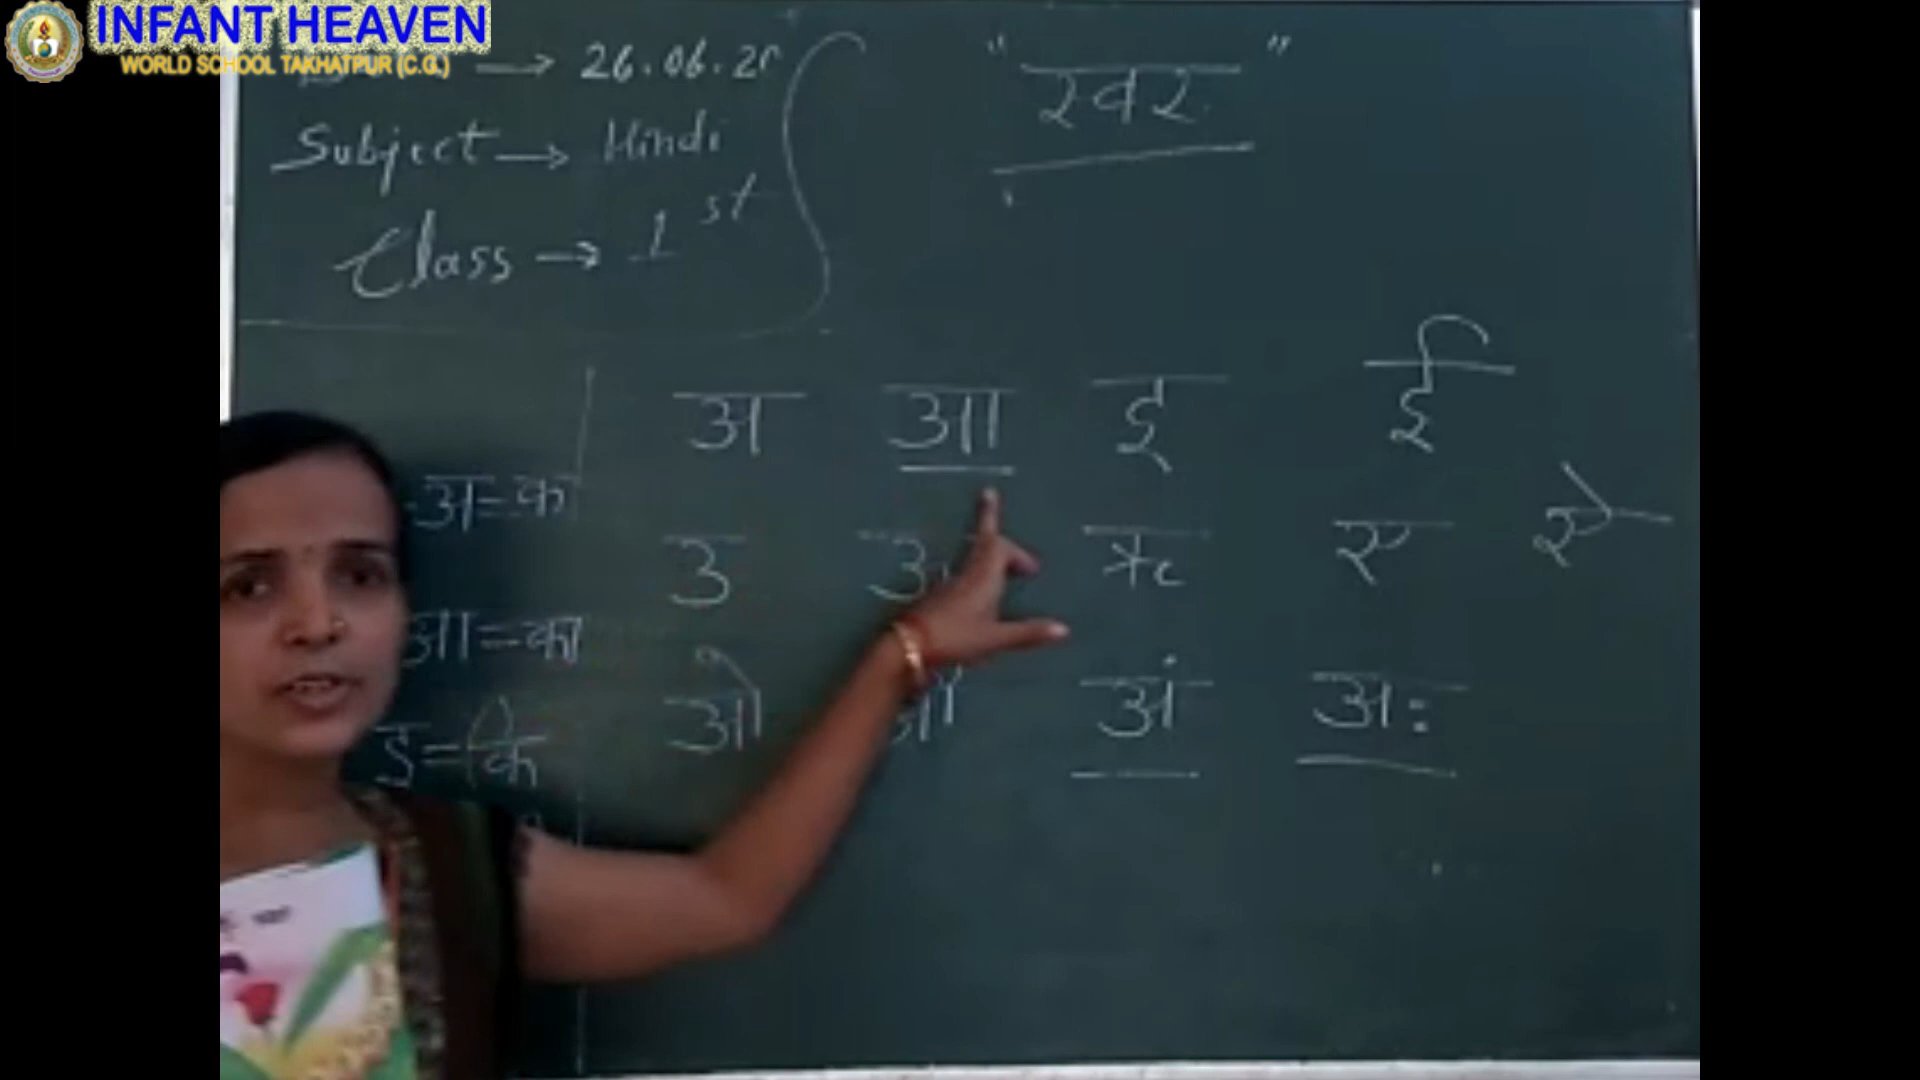 INFANT HEAVEN
WORLD SCHOOL TAKHATPUR (C.G.)
→ 26.06.20
Subject → Hindi
Class → 1st
"स्वर"
अ आ इ ई
उ ऋ ए ऐ
ओ अं अः
अ=क
आ=का
इ=कि